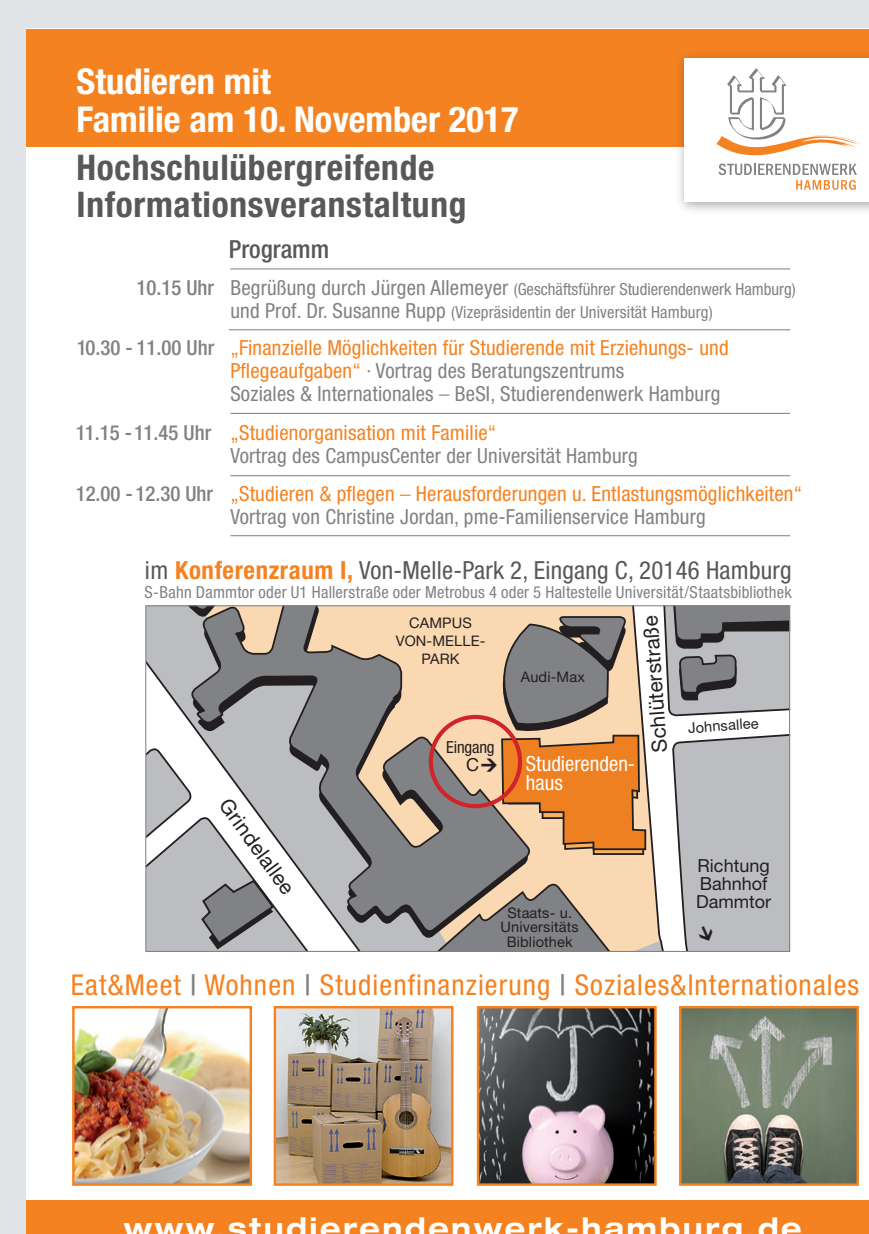 Studieren mit
Familie am 10. November 2017
STUDIERENDENWERK
HAMBURG
Hochschulübergreifende
Informationsveranstaltung
Programm
10.15 Uhr Begrüßung durch Jürgen Allemeyer (Geschäftsführer Studierendenwerk Hamburg)
und Prof. Dr. Susanne Rupp (Vizepräsidentin der Universität Hamburg)
10.30 - 11.00 Uhr „Finanzielle Möglichkeiten für Studierende mit Erziehungs- und
Pflegeaufgaben“ · Vortrag des Beratungszentrums
Soziales & Internationales – BeSI, Studierendenwerk Hamburg
11.15 - 11.45 Uhr „Studienorganisation mit Familie“
Vortrag des CampusCenter der Universität Hamburg
12.00 - 12.30 Uhr „Studieren & pflegen – Herausforderungen u. Entlastungsmöglichkeiten“
Vortrag von Christine Jordan, pme-Familienservice Hamburg
im Konferenzraum I, Von-Melle-Park 2, Eingang C, 20146 Hamburg
S-Bahn Dammtor oder U1 Hallerstraße oder Metrobus 4 oder 5 Haltestelle Universität/Staatsbibliothek
CAMPUS
VON-MELLE-
PARK
Audi-Max
Schlüterstraße
Johnsallee
Eingang
C
Studierenden-
haus
Grindelallee
Richtung
Bahnhof
Dammtor
Staats- u.
Universitäts
Bibliothek
Eat&Meet | Wohnen | Studienfinanzierung | Soziales&Internationales
www.studierendenwerk-hamburg.de